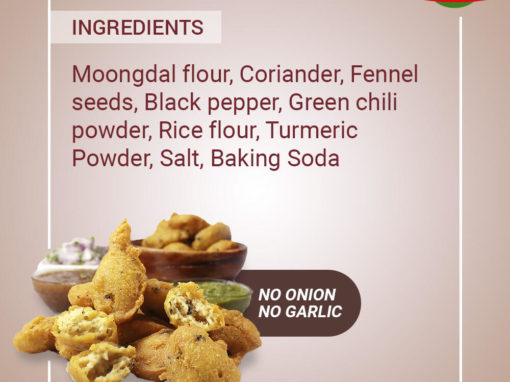 INGREDIENTS
Moongdal flour, Coriander, Fennel
seeds, Black pepper, Green chili
powder, Rice flour, Turmeric
Powder, Salt, Baking Soda
NO ONION
NO GARLIC